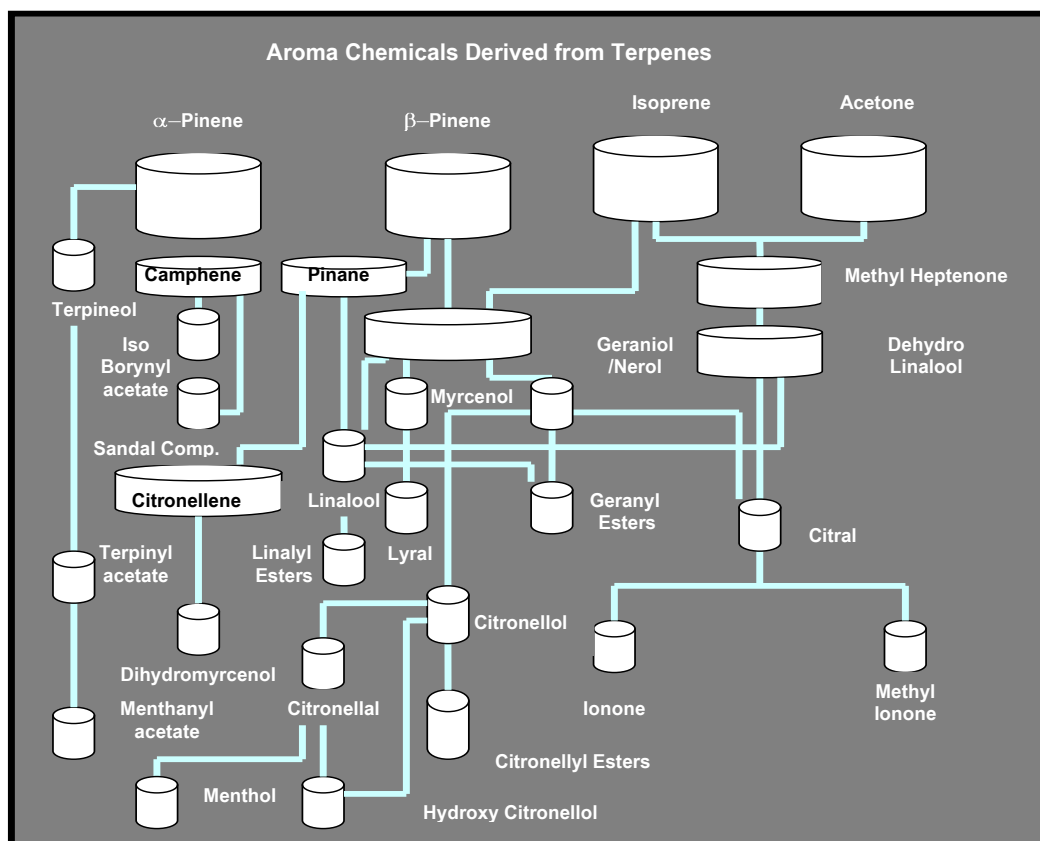 Aroma Chemicals Derived from Terpenes
Isoprene
Acetone
α–Pinene
β–Pinene
Camphene
Pinane
Methyl Heptenone
Terpineol
Iso
Borynyl
acetate
Geraniol
/Nerol
Dehydro
Linalool
Myrcenol
Sandal Comp.
Citronellene
Linalool
Geranyl
Esters
Citral
Terpinyl
acetate
Linalyl
Esters
Lyral
Citronellol
Dihydromyrcenol
Menthanyl
acetate
Citronellal
Ionone
Methyl
Ionone
Citronellyl Esters
Menthol
Hydroxy Citronellol